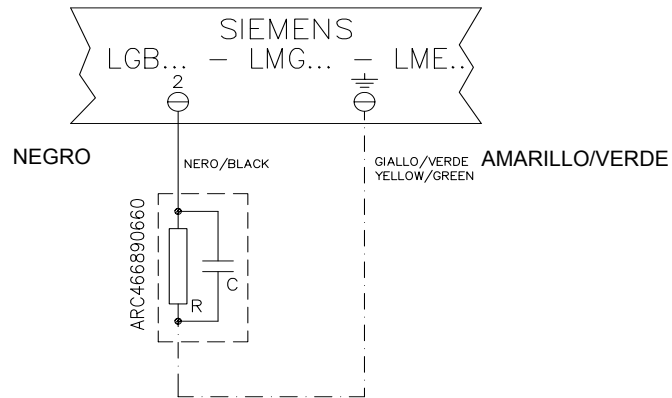 SIEMENS
LGB... - LMG... - LME..
2
NEGRO
NERO/BLACK
GIALLO/VERDE
YELLOW/GREEN
AMARILLO/VERDE
ARC466890660
R
C